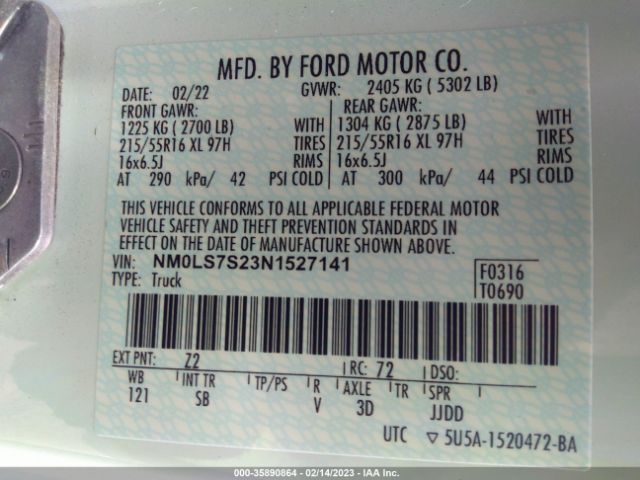 MFD. BY FORD MOTOR CO.
DATE: 02/22 GVWR: 2405 KG ( 5302 LB)
FRONT GAWR: REAR GAWR:
1225 KG ( 2700 LB) WITH 1304 KG ( 2875 LB) WITH
215/55R16 XL 97H TIRES 215/55R16 XL 97H TIRES
16x6.5J RIMS 16x6.5J RIMS
AT 290 kPa/ 42 PSI COLD AT 300 kPa/ 44 PSI COLD
THIS VEHICLE CONFORMS TO ALL APPLICABLE FEDERAL MOTOR
VEHICLE SAFETY AND THEFT PREVENTION STANDARDS IN
EFFECT ON THE DATE OF MANUFACTURE SHOWN ABOVE.
VIN: NM0LS7S23N1527141 F0316
TYPE: Truck T0690
EXT PNT: Z2 RC: 72 DSO:
WB INT TR TP/PS R AXLE TR SPR
121 SB V 3D JJDD
UTC ▽ 5U5A-1520472-BA
000-35890864 - 02/14/2023 - IAA Inc.